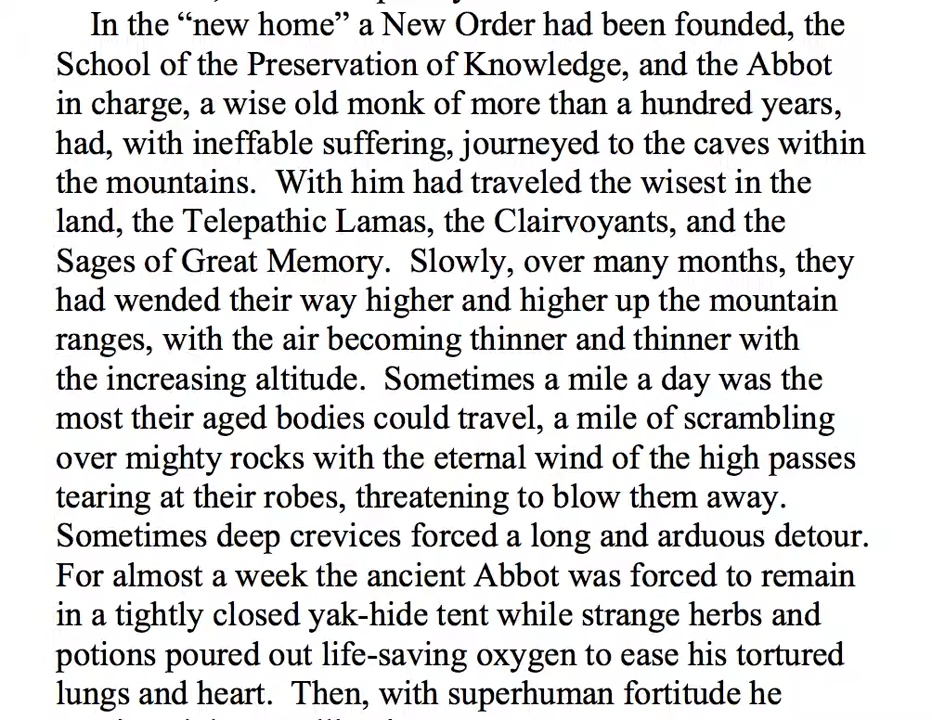 In the “new home” a New Order had been founded, the
School of the Preservation of Knowledge, and the Abbot
in charge, a wise old monk of more than a hundred years,
had, with ineffable suffering, journeyed to the caves within
the mountains.  With him had traveled the wisest in the
land, the Telepathic Lamas, the Clairvoyants, and the
Sages of Great Memory.  Slowly, over many months, they
had wended their way higher and higher up the mountain
ranges, with the air becoming thinner and thinner with
the increasing altitude.  Sometimes a mile a day was the
most their aged bodies could travel, a mile of scrambling
over mighty rocks with the eternal wind of the high passes
tearing at their robes, threatening to blow them away.
Sometimes deep crevices forced a long and arduous detour.
For almost a week the ancient Abbot was forced to remain
in a tightly closed yak-hide tent while strange herbs and
potions poured out life-saving oxygen to ease his tortured
lungs and heart.  Then, with superhuman fortitude he